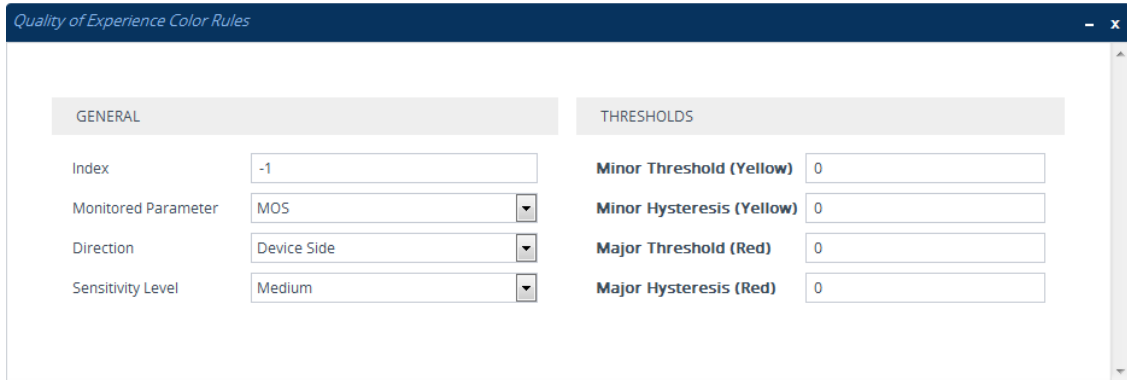 Quality of Experience Color Rules
– x
GENERAL
Index -1
Monitored Parameter MOS
Direction Device Side
Sensitivity Level Medium
THRESHOLDS
Minor Threshold (Yellow) 0
Minor Hysteresis (Yellow) 0
Major Threshold (Red) 0
Major Hysteresis (Red) 0